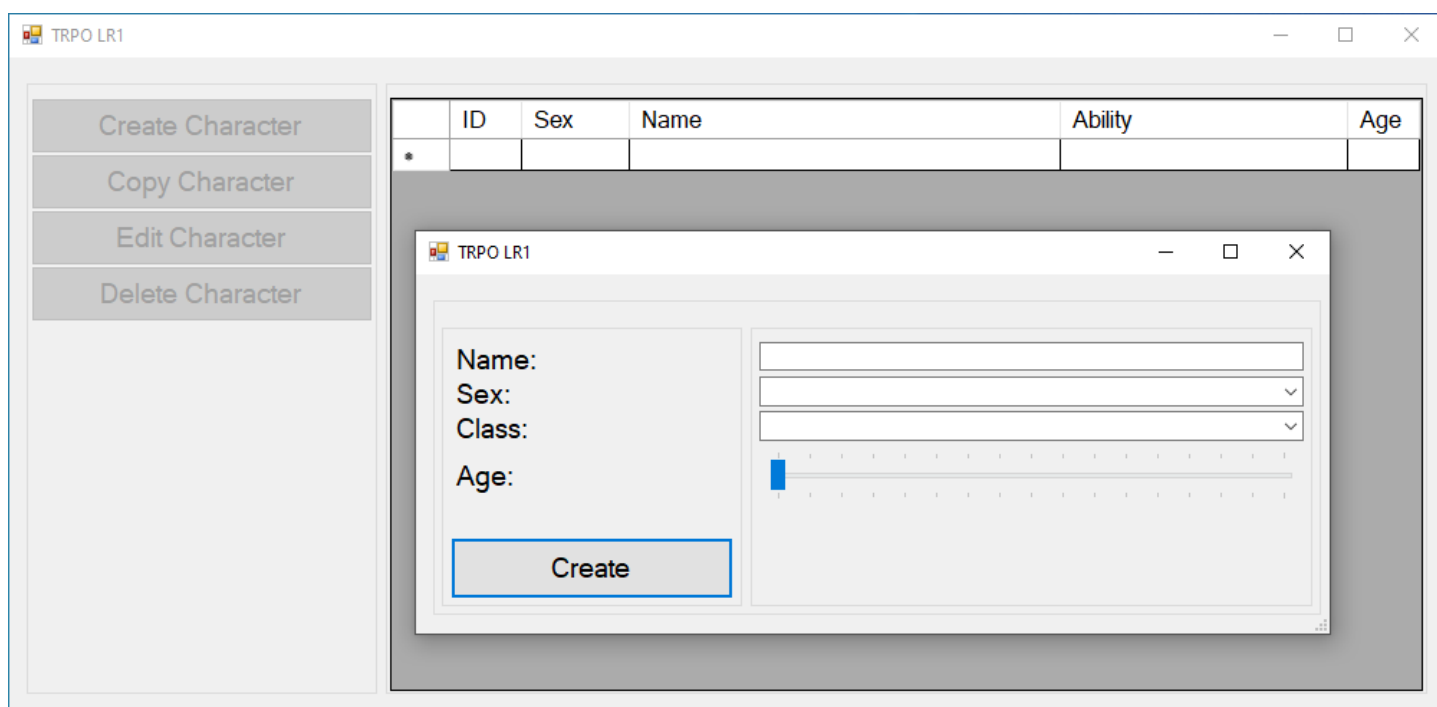 TRPO LR1
Create Character
Copy Character
Edit Character
Delete Character
ID Sex Name Ability Age
*
TRPO LR1
Name:
Sex:
Class:
Age:
Create